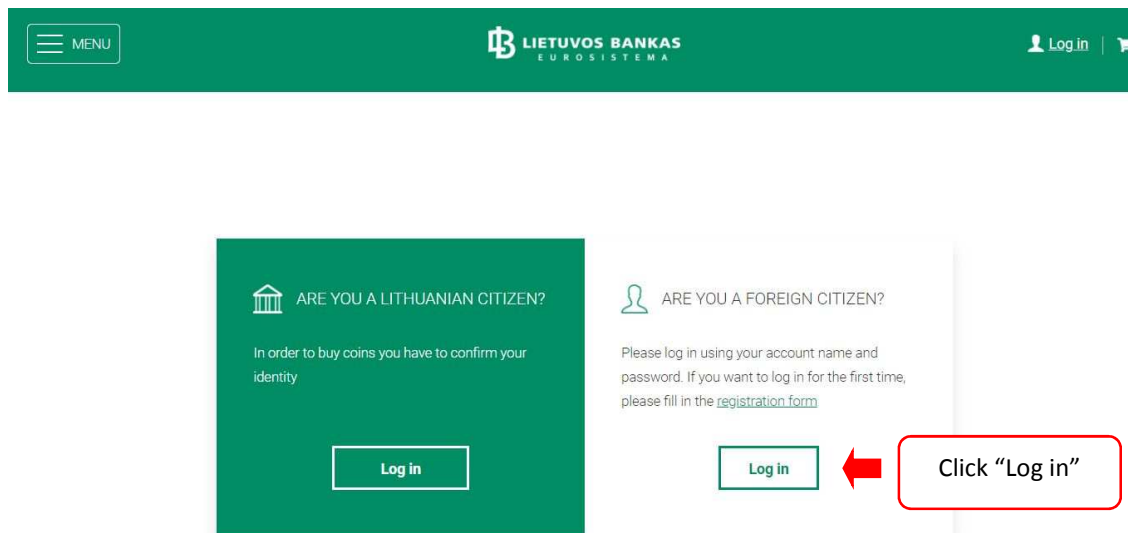 MENU
LIETUVOS BANKAS
EUROSISTEMA
Log in
ARE YOU A LITHUANIAN CITIZEN?
In order to buy coins you have to confirm your
identity
Log in
ARE YOU A FOREIGN CITIZEN?
Please log in using your account name and
password. If you want to log in for the first time,
please fill in the registration form
Log in
Click “Log in”